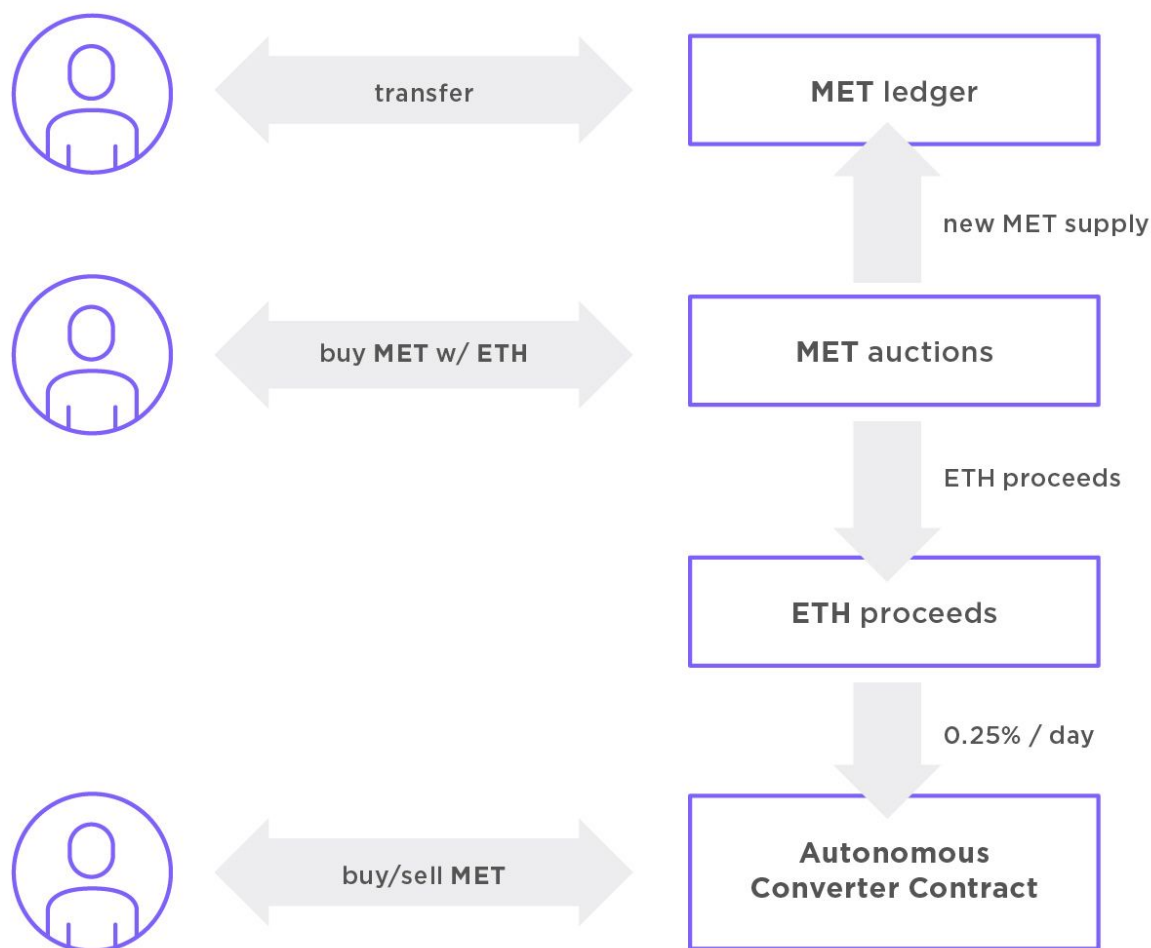 transfer
MET ledger
new MET supply
buy MET w/ ETH
MET auctions
ETH proceeds
ETH proceeds
0.25% / day
buy/sell MET
Autonomous
Converter Contract